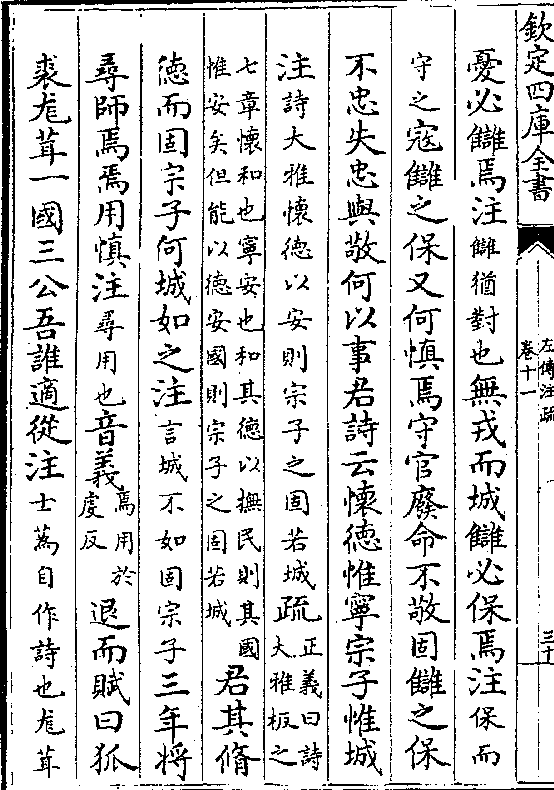 欽定四庫全書
左傳注疏
卷十一
三十
憂必讎焉注讎猶對也無戎而城讎必保焉注保而
守之寇讎之保又何慎焉守官廢命不敬固讎之保
不忠失忠與敬何以事君詩云懷德惟寧宗子惟城
注詩大雅懷德以安則宗子之固若城疏正義曰詩大雅板之
七章懷和也寧安也和其德以撫民則其國惟安矣但能以德安國則宗子之固若城君其脩
德而固宗子何城如之注言城不如固宗子三年將
尋師焉焉用慎注尋用也音義焉用於虔反退而賦曰狐
裘尨茸一國三公吾誰適從注士蔿自作詩也尨茸